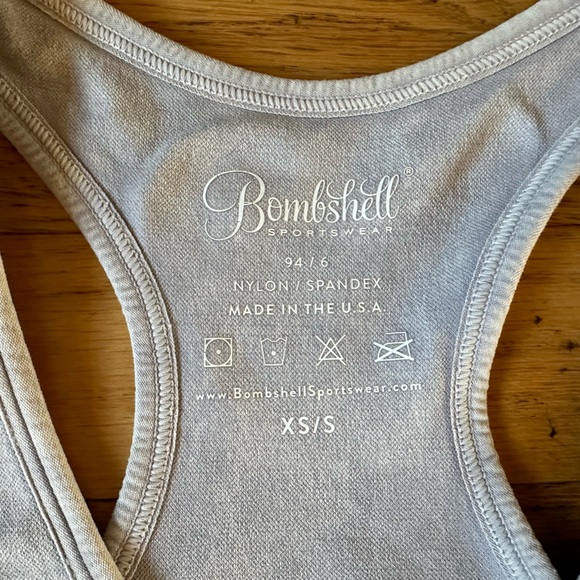 Bombshell®
SPORTSWEAR
94 / 6
NYLON / SPANDEX
MADE IN THE U.S.A.
www.BombshellSportswear.com
XS/S